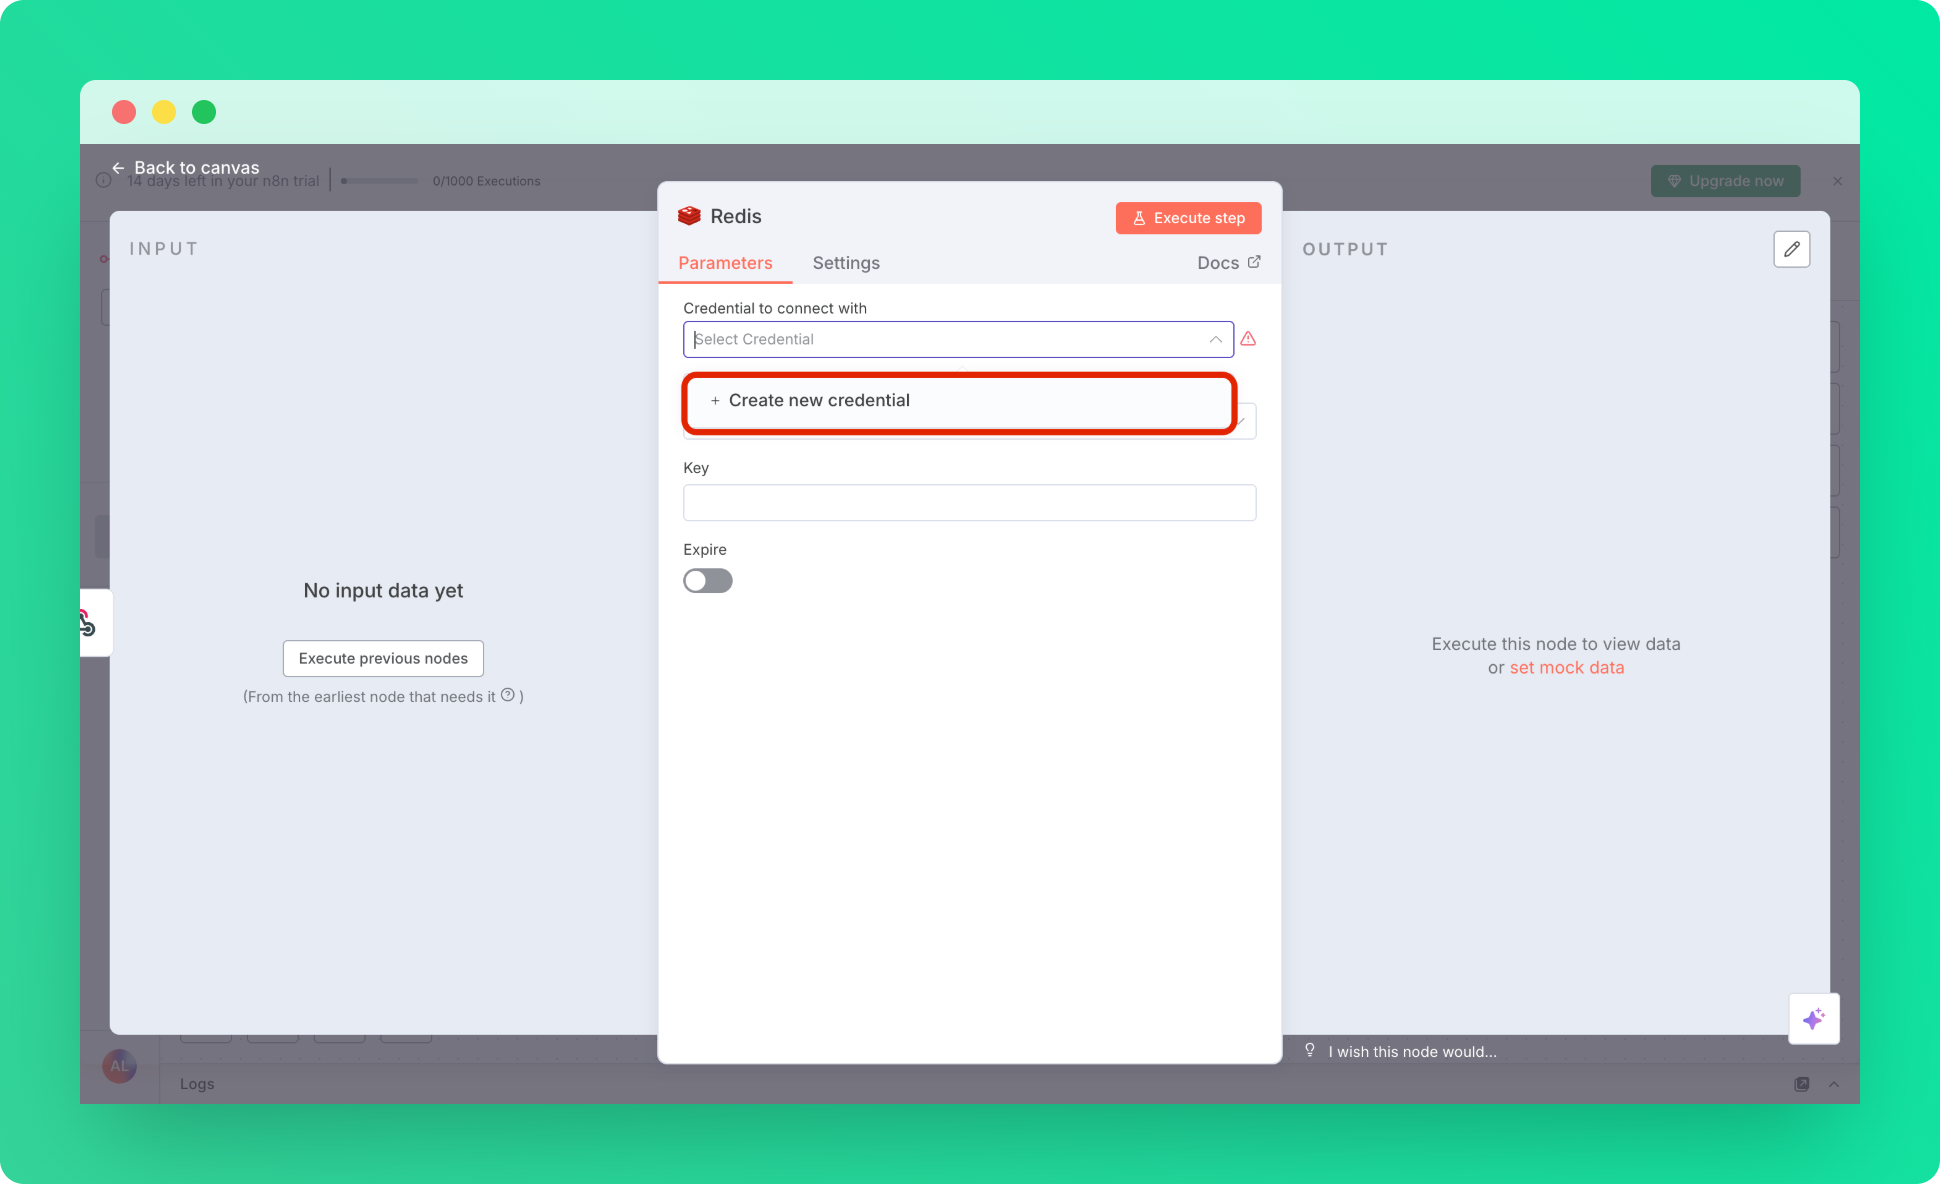 Back to canvas
14 days left in your n8n trial
0/1000 Executions
Upgrade now
INPUT
No input data yet
Execute previous nodes
(From the earliest node that needs it ? )
Redis
Execute step
Parameters
Settings
Docs
Credential to connect with
Select Credential
+ Create new credential
Key
Expire
OUTPUT
Execute this node to view data
or set mock data
I wish this node would...
AL
Logs